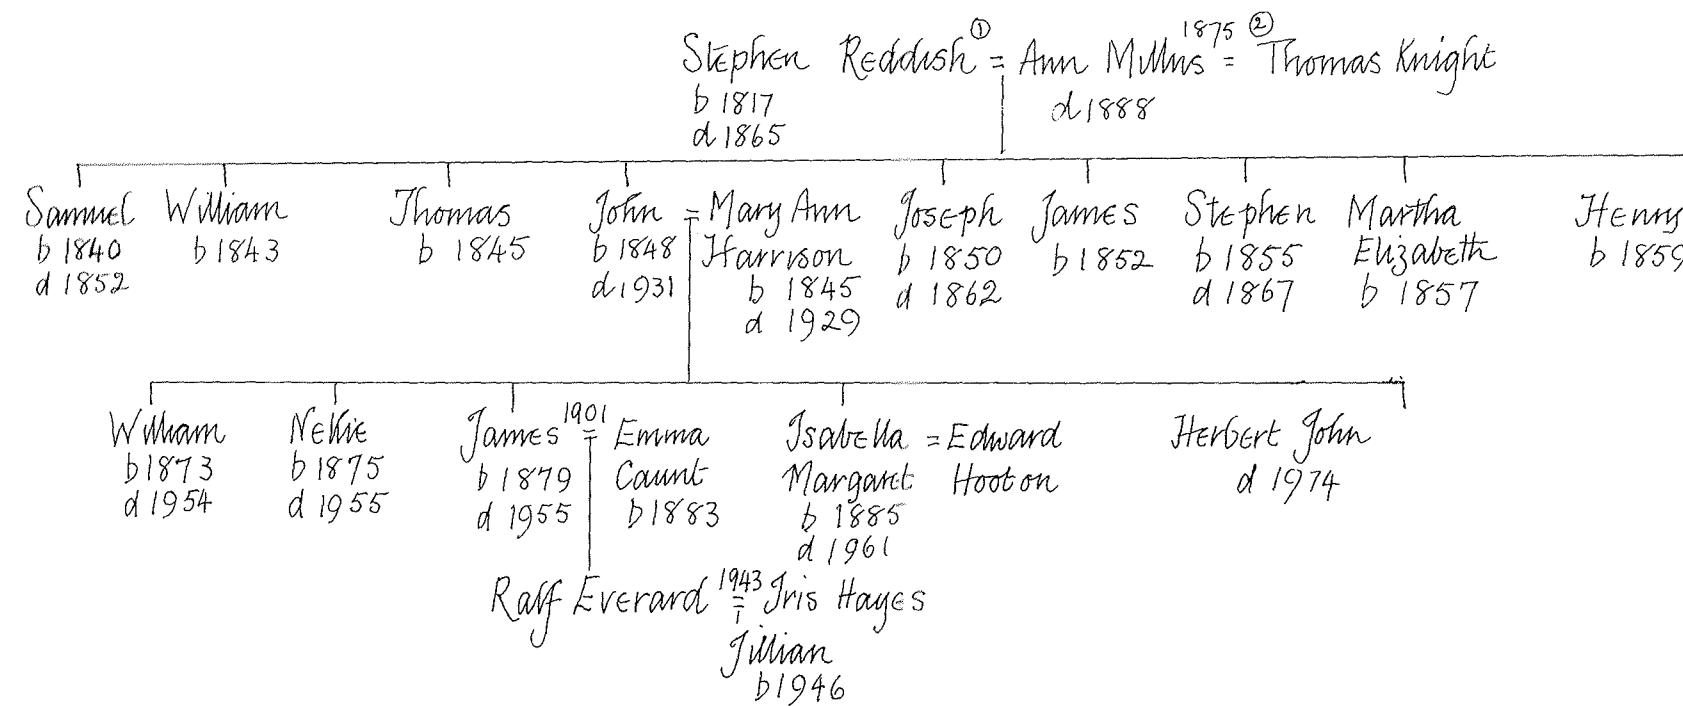 1875 ②
Stephen Reddish ① = Ann Mullins = Thomas Knight
b 1817
d 1888
d 1865
Samuel William Thomas John = Mary Ann Joseph James Stephen Martha Henry
b 1840 b 1843 b 1845 b 1848 Harrison b 1850 b 1852 b 1855 Elizabeth b 1859
d 1852 d 1931 b 1845 d 1862 d 1867 b 1857
d 1929
1901
William Nellie James = Emma Isabella = Edward Herbert John
b 1873 b 1875 b 1879 Caunt Margaret Hooton d 1974
d 1954 d 1955 d 1955 b 1883 b 1885
d 1961
1943
Ralf Everard = Iris Hayes
Jillian
b 1946